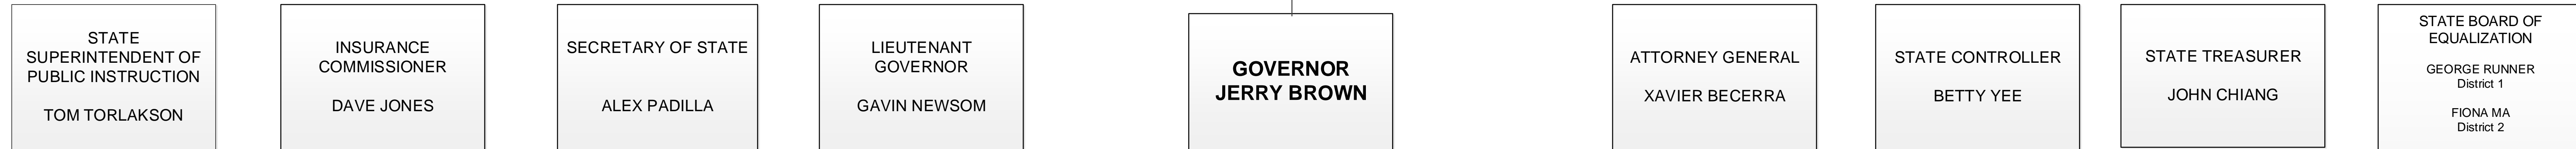 STATE
SUPERINTENDENT OF
PUBLIC INSTRUCTION
TOM TORLAKSON
INSURANCE
COMMISSIONER
DAVE JONES
SECRETARY OF STATE
ALEX PADILLA
LIEUTENANT
GOVERNOR
GAVIN NEWSOM
GOVERNOR
JERRY BROWN
ATTORNEY GENERAL
XAVIER BECERRA
STATE CONTROLLER
BETTY YEE
STATE TREASURER
JOHN CHIANG
STATE BOARD OF
EQUALIZATION
GEORGE RUNNER
District 1
FIONA MA
District 2